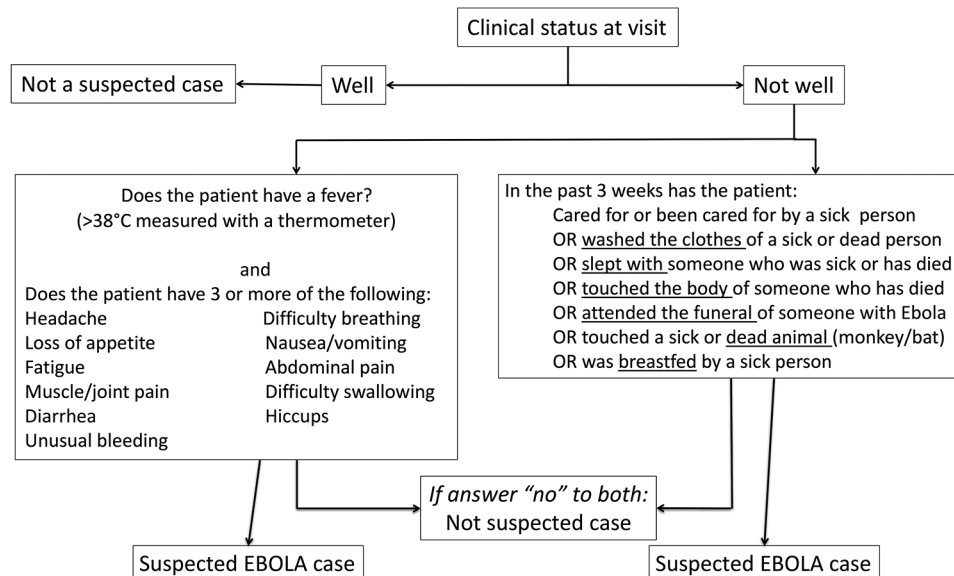 Clinical status at visit
Not a suspected case
Well
Not well
Does the patient have a fever?
(>38°C measured with a thermometer)
and
Does the patient have 3 or more of the following:
Headache Difficulty breathing
Loss of appetite Nausea/vomiting
Fatigue Abdominal pain
Muscle/joint pain Difficulty swallowing
Diarrhea Hiccups
Unusual bleeding
In the past 3 weeks has the patient:
Cared for or been cared for by a sick person
OR washed the clothes of a sick or dead person
OR slept with someone who was sick or has died
OR touched the body of someone who has died
OR attended the funeral of someone with Ebola
OR touched a sick or dead animal (monkey/bat)
OR was breastfed by a sick person
If answer “no” to both:
Not suspected case
Suspected EBOLA case
Suspected EBOLA case